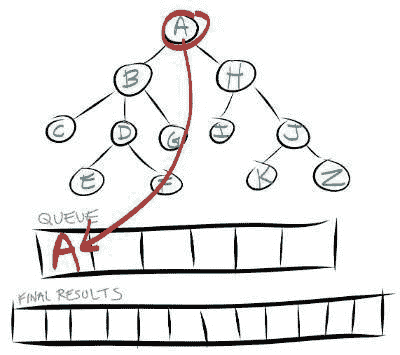 A
B H
C D G I J
E F K Z
QUEUE
A
FINAL RESULTS